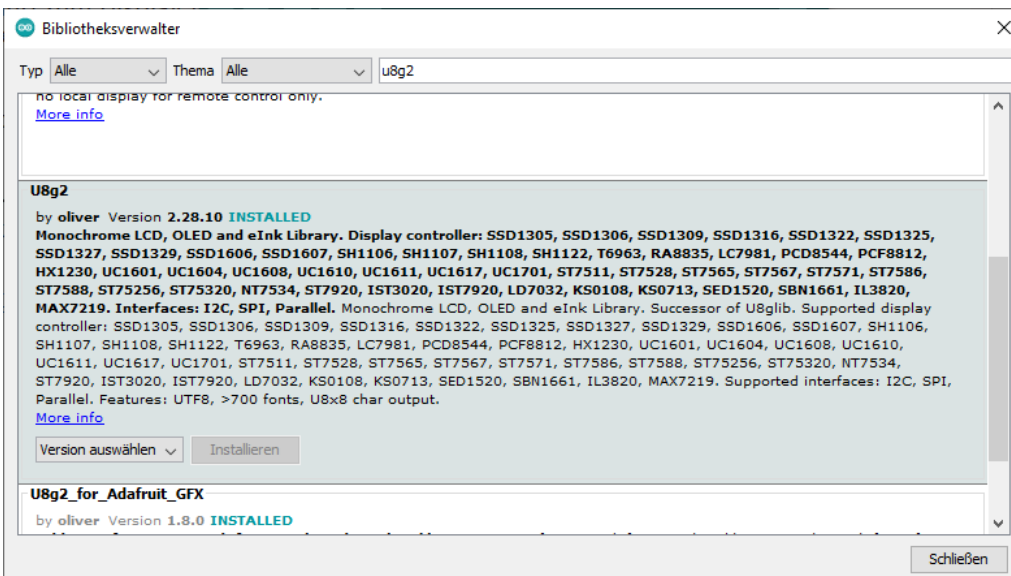 Bibliotheksverwalter
Typ Alle Thema Alle u8g2
no local display for remote control only.
More info
U8g2
by oliver Version 2.28.10 INSTALLED
Monochrome LCD, OLED and eInk Library. Display controller: SSD1305, SSD1306, SSD1309, SSD1316, SSD1322, SSD1325,
SSD1327, SSD1329, SSD1606, SSD1607, SH1106, SH1107, SH1108, SH1122, T6963, RA8835, LC7981, PCD8544, PCF8812,
HX1230, UC1601, UC1604, UC1608, UC1610, UC1611, UC1617, UC1701, ST7511, ST7528, ST7565, ST7567, ST7571, ST7586,
ST7588, ST75256, ST75320, NT7534, ST7920, IST3020, IST7920, LD7032, KS0108, KS0713, SED1520, SBN1661, IL3820,
MAX7219. Interfaces: I2C, SPI, Parallel. Monochrome LCD, OLED and eInk Library. Successor of U8glib. Supported display
controller: SSD1305, SSD1306, SSD1309, SSD1316, SSD1322, SSD1325, SSD1327, SSD1329, SSD1606, SSD1607, SH1106,
SH1107, SH1108, SH1122, T6963, RA8835, LC7981, PCD8544, PCF8812, HX1230, UC1601, UC1604, UC1608, UC1610,
UC1611, UC1617, UC1701, ST7511, ST7528, ST7565, ST7567, ST7571, ST7586, ST7588, ST75256, ST75320, NT7534,
ST7920, IST3020, IST7920, LD7032, KS0108, KS0713, SED1520, SBN1661, IL3820, MAX7219. Supported interfaces: I2C, SPI,
Parallel. Features: UTF8, >700 fonts, U8x8 char output.
More info
Version auswählen Installieren
U8g2_for_Adafruit_GFX
by oliver Version 1.8.0 INSTALLED
Schließen